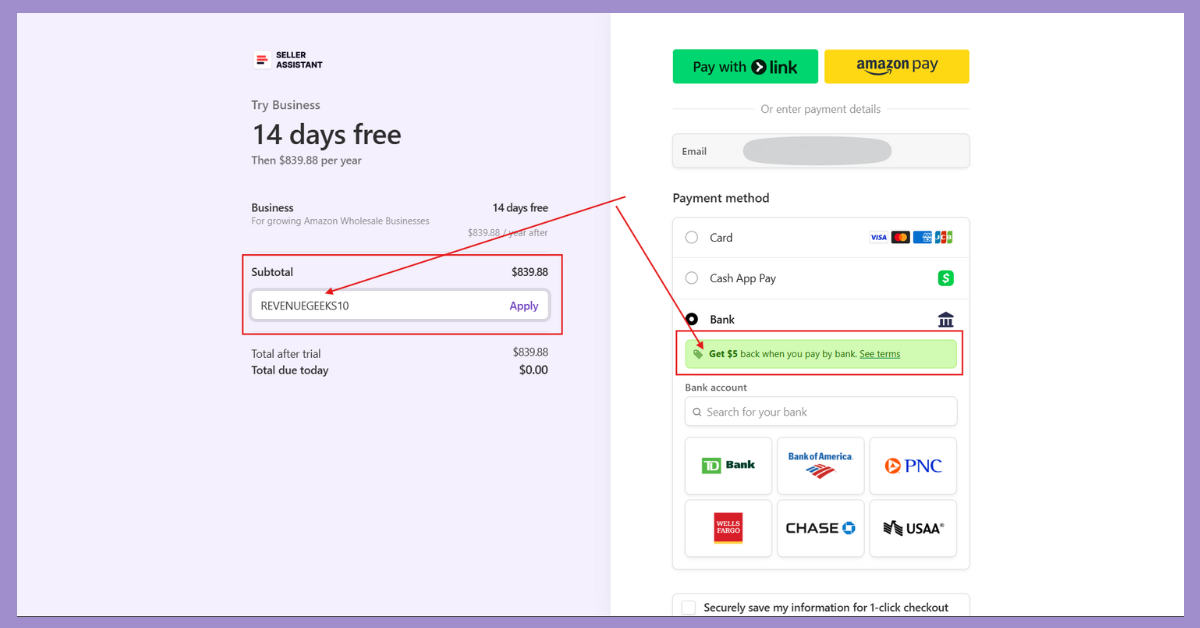 SELLER
ASSISTANT
Try Business
14 days free
Then $839.88 per year
Business
14 days free
For growing Amazon Wholesale Businesses
$839.88 / year after
Subtotal
$839.88
REVENUEGEEKS10
Apply
Total after trial
$839.88
Total due today
$0.00
Pay with link
amazon pay
Or enter payment details
Email
Payment method
Card
VISA
JCB
Cash App Pay
$
Bank
Get $5 back when you pay by bank. See terms
Bank account
Search for your bank
TD Bank
Bank of America
PNC
WELLS
FARGO
CHASE
USAA®
Securely save my information for 1-click checkout